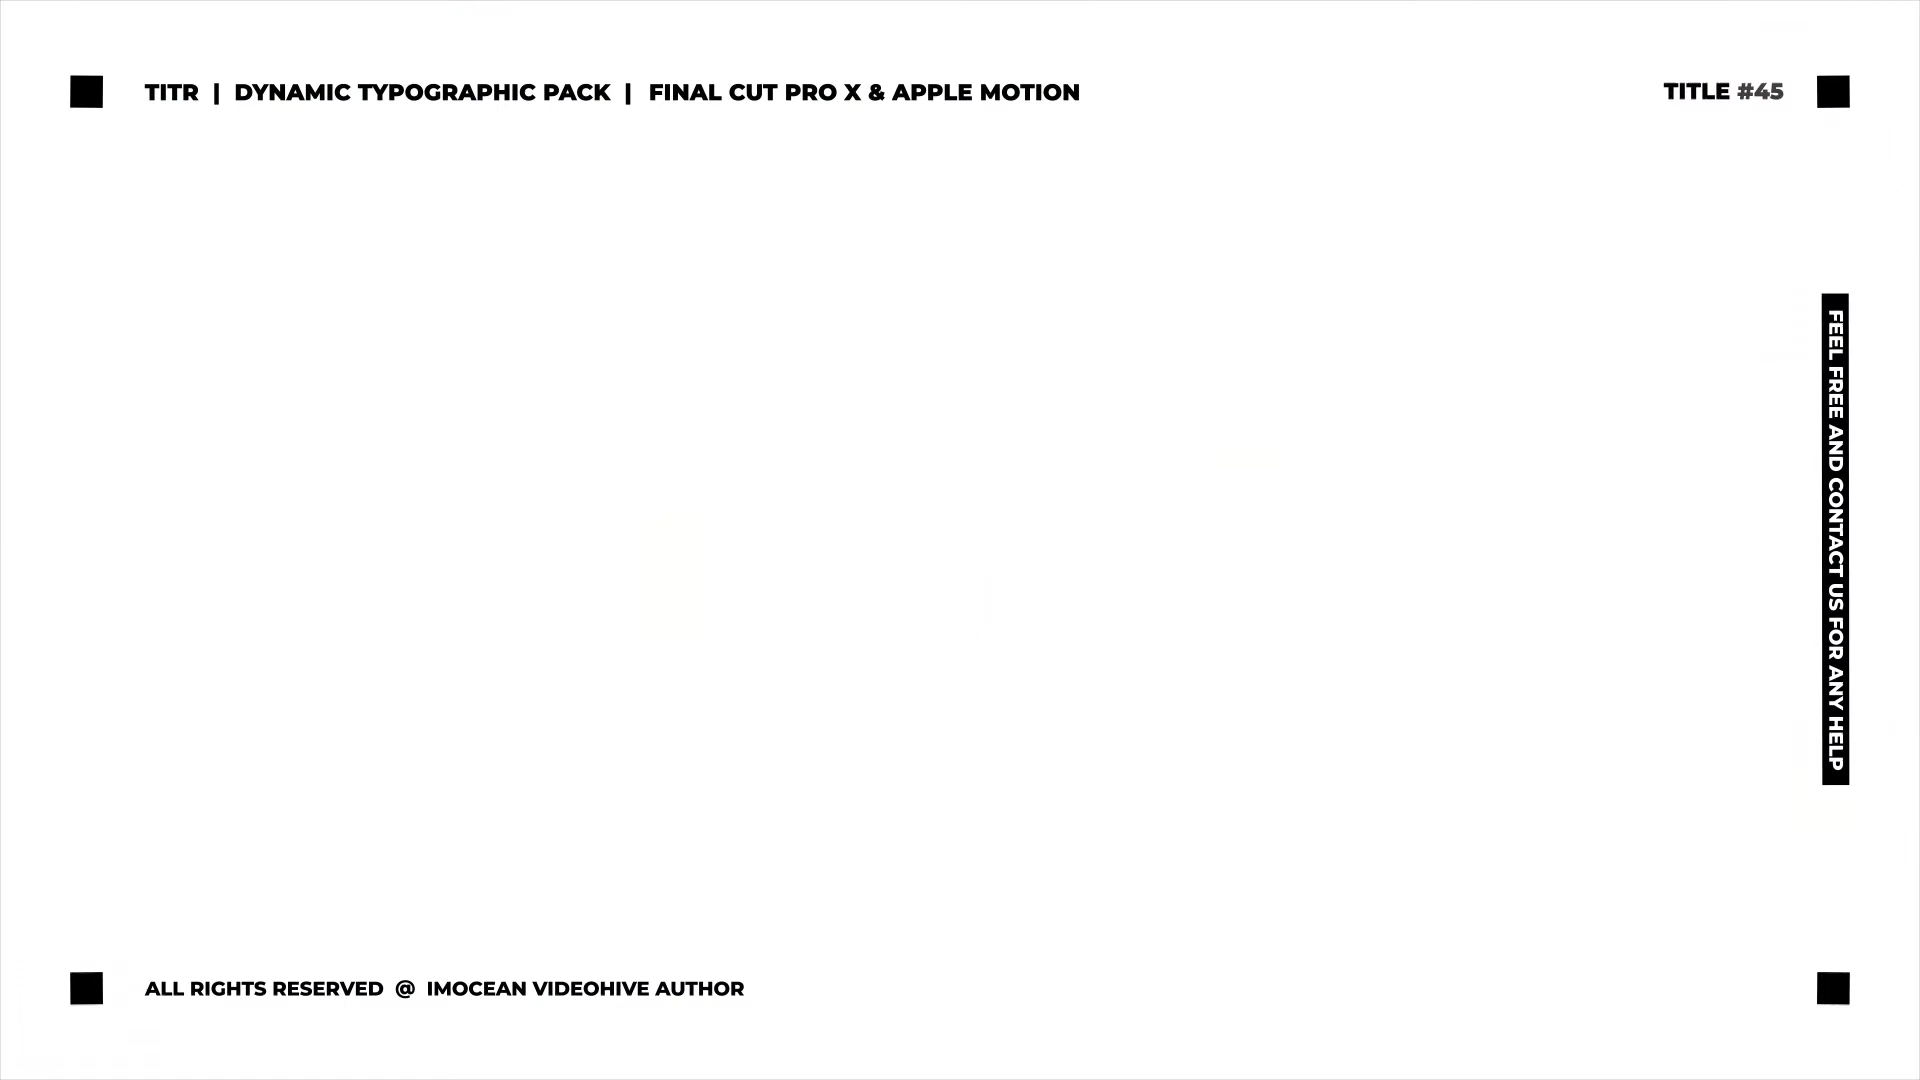 TITR | DYNAMIC TYPOGRAPHIC PACK | FINAL CUT PRO X & APPLE MOTION
TITLE #45
FEEL FREE AND CONTACT US FOR ANY HELP
ALL RIGHTS RESERVED @ IMOCEAN VIDEOHIVE AUTHOR